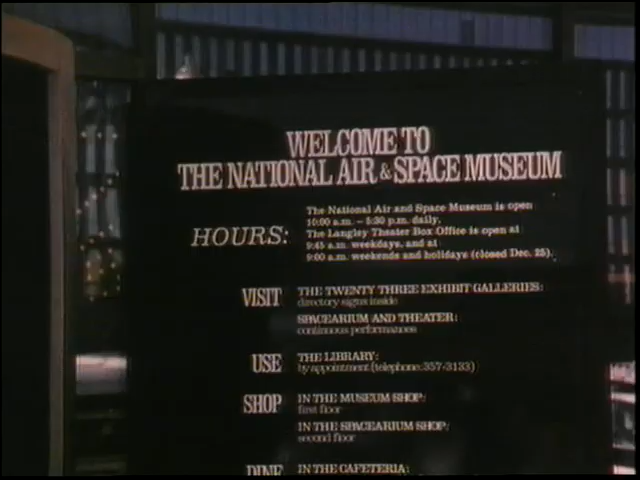 WELCOME TO
THE NATIONAL AIR & SPACE MUSEUM
HOURS:
The National Air and Space Museum is open
10:00 a.m. – 5:30 p.m. daily.
The Langley Theater Box Office is open at
9:45 a.m. weekdays, and at
9:00 a.m. weekends and holidays (closed Dec. 25).
VISIT THE TWENTY THREE EXHIBIT GALLERIES:
directory signs inside
SPACEARIUM AND THEATER:
continuous performances
USE THE LIBRARY:
by appointment (telephone: 357-3133)
SHOP IN THE MUSEUM SHOP:
first floor
IN THE SPACEARIUM SHOP:
second floor
DINE IN THE CAFETERIA: